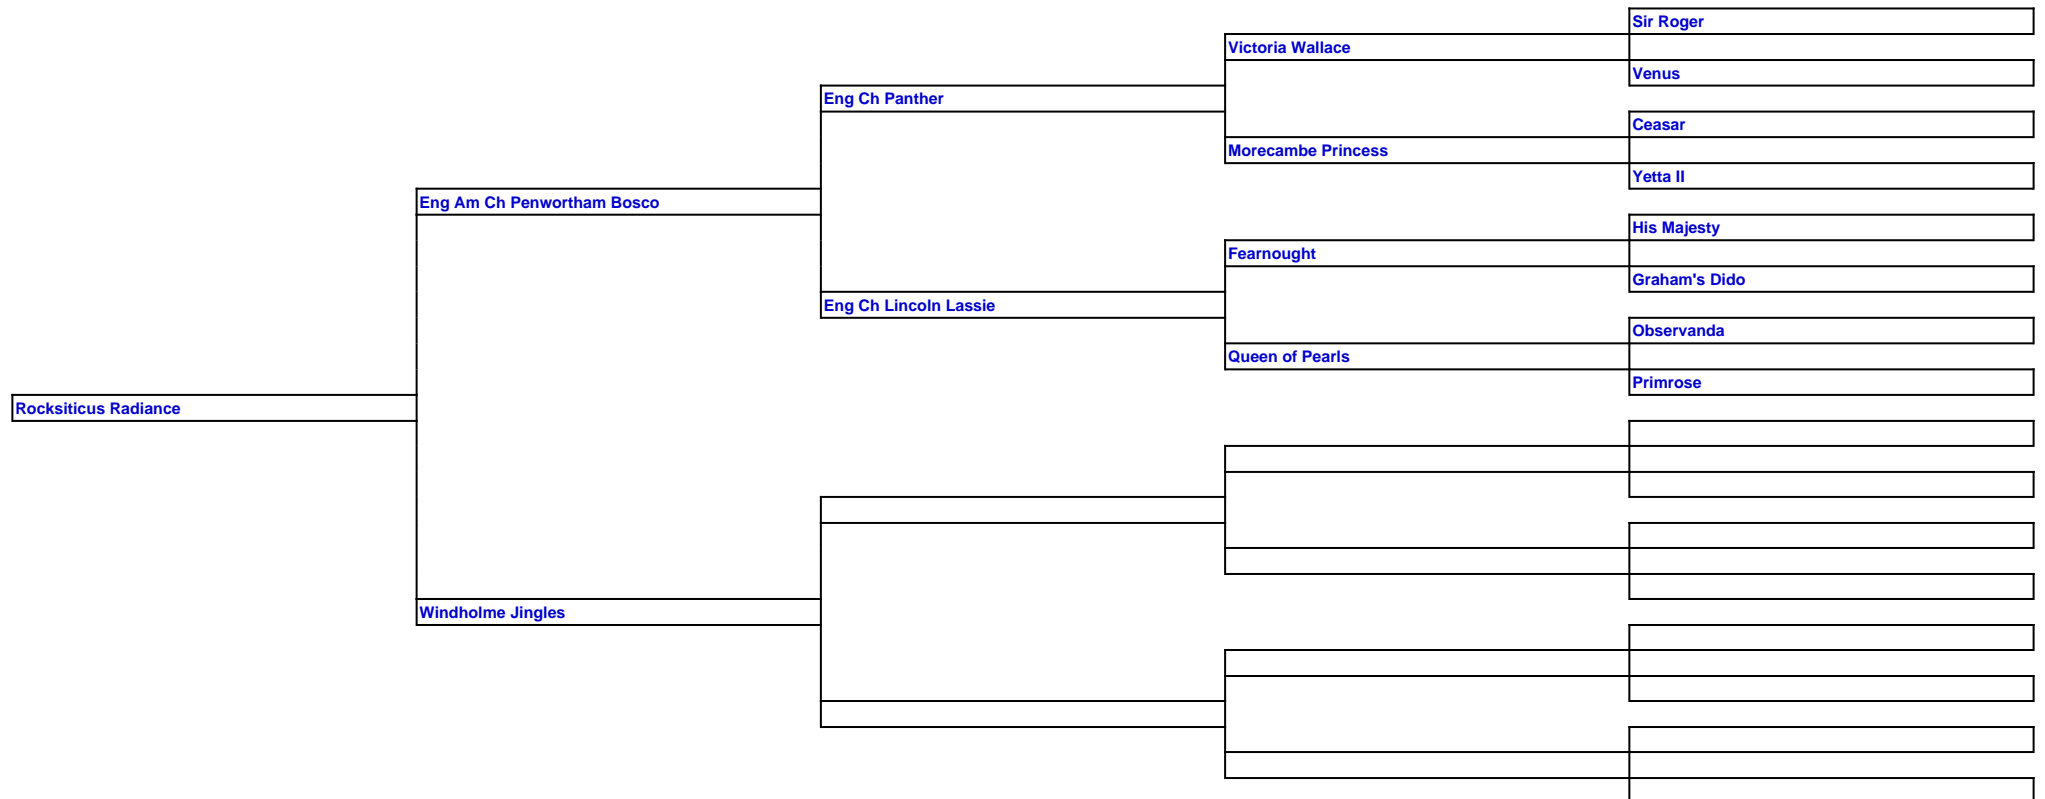 Sir Roger
Victoria Wallace
Venus
Eng Ch Panther
Ceasar
Morecambe Princess
Yetta II
Eng Am Ch Penwortham Bosco
His Majesty
Fearnought
Graham's Dido
Eng Ch Lincoln Lassie
Observanda
Queen of Pearls
Primrose
Rocksiticus Radiance
Windholme Jingles